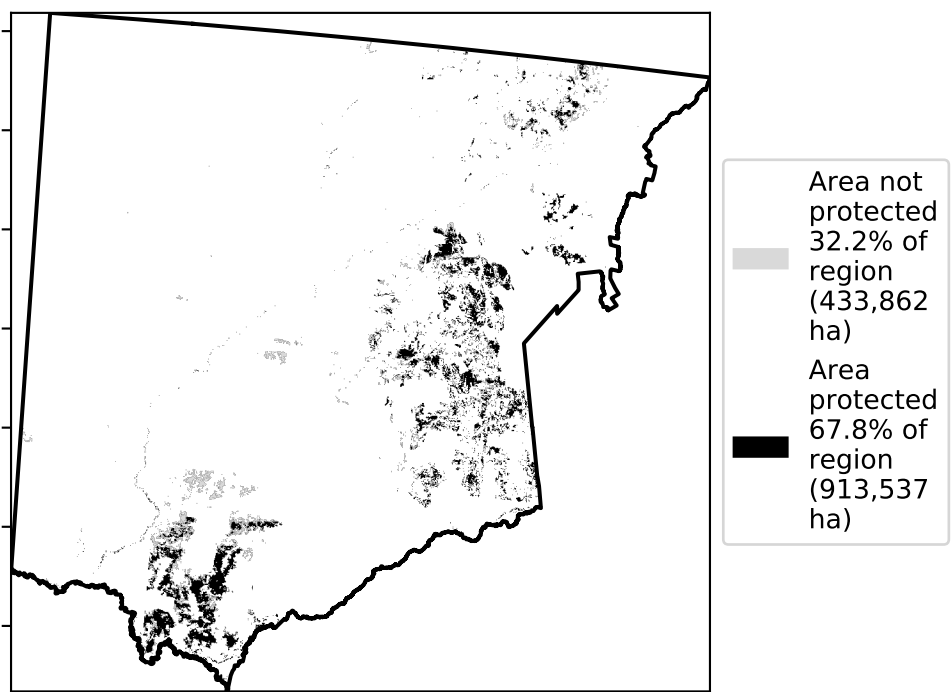 Area not
protected
32.2% of
region
(433,862
ha)
Area
protected
67.8% of
region
(913,537
ha)